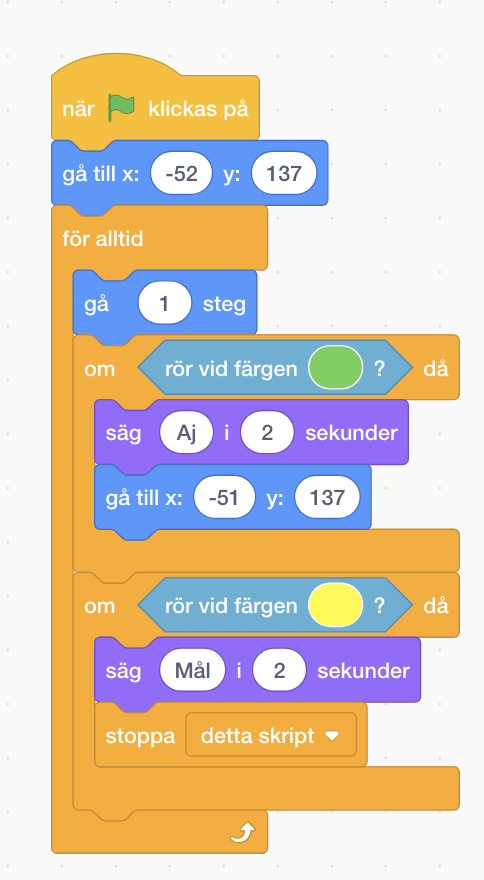 när klickas på
gå till x: -52 y: 137
för alltid
gå 1 steg
om rör vid färgen ? då
säg Aj i 2 sekunder
gå till x: -51 y: 137
om rör vid färgen ? då
säg Mål i 2 sekunder
stoppa detta skript